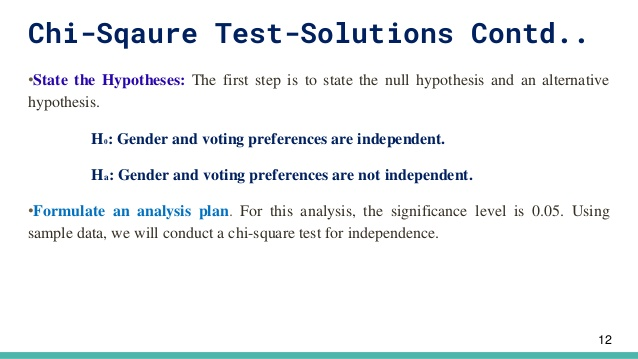 Chi-Sqaure Test-Solutions Contd..
•State the Hypotheses: The first step is to state the null hypothesis and an alternative
hypothesis.
H₀: Gender and voting preferences are independent.
Hₐ: Gender and voting preferences are not independent.
•Formulate an analysis plan. For this analysis, the significance level is 0.05. Using
sample data, we will conduct a chi-square test for independence.
12